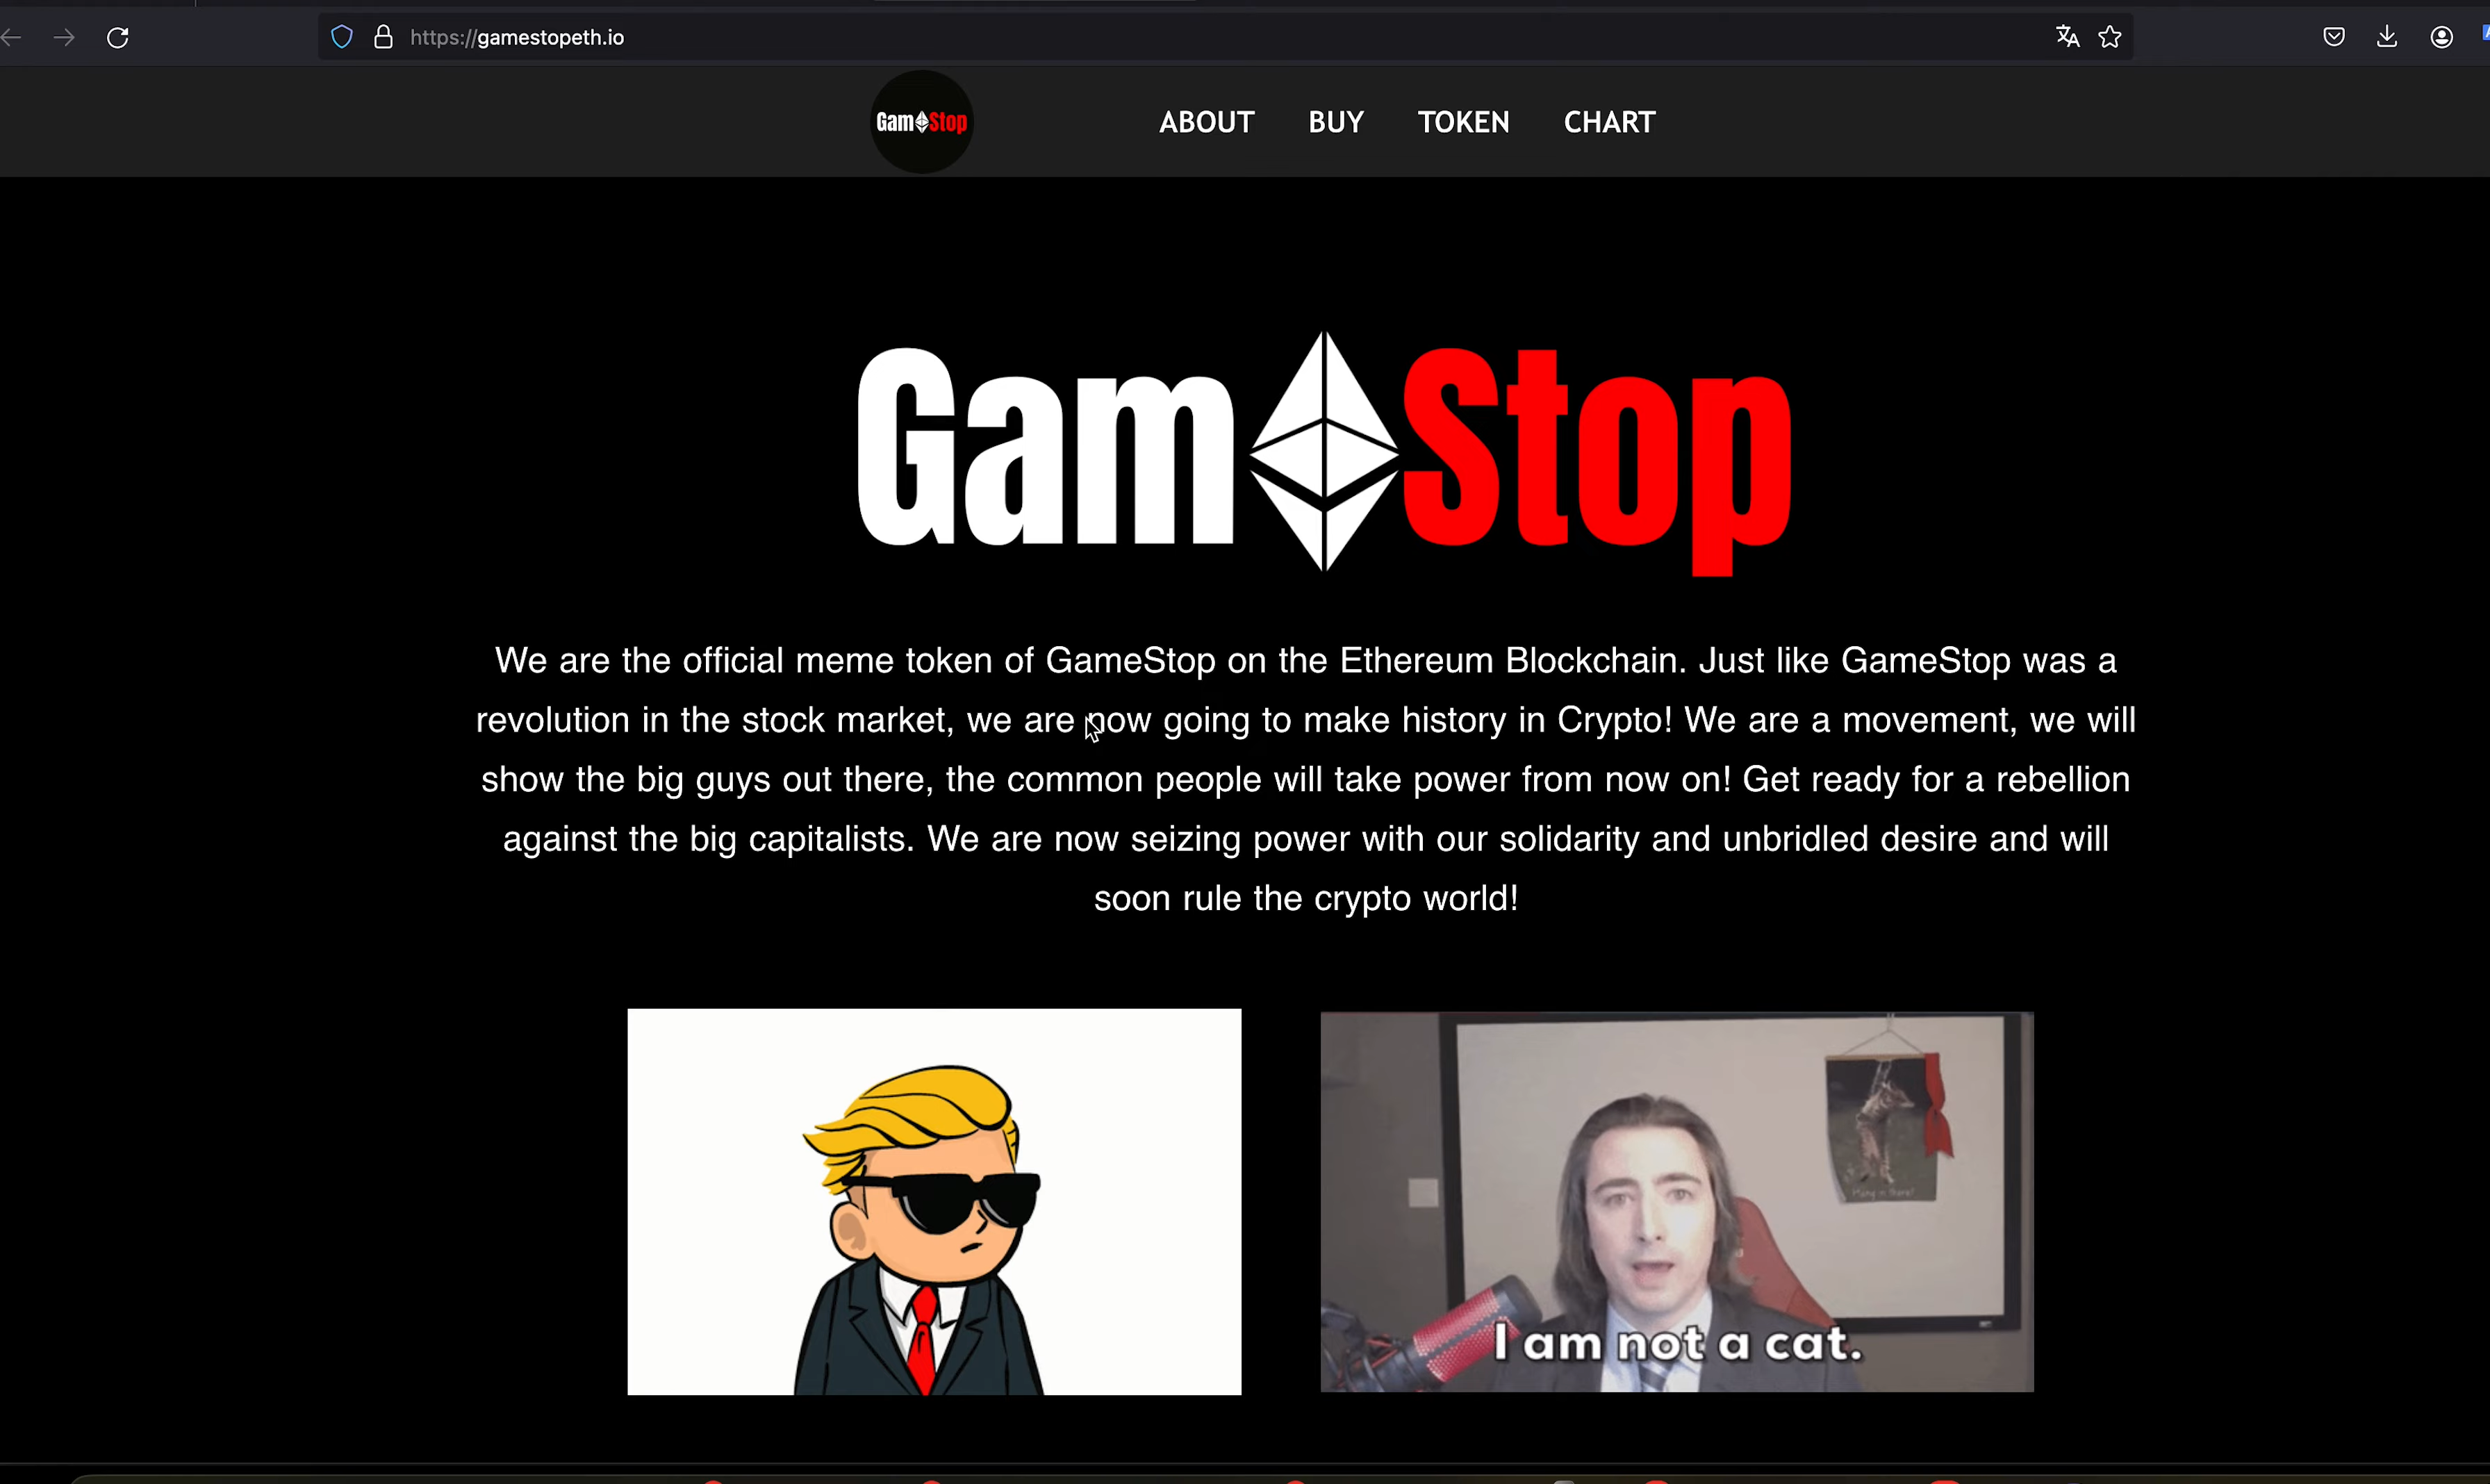 https://gamestopeth.io
Gam Stop
ABOUT BUY TOKEN CHART
Gam Stop
We are the official meme token of GameStop on the Ethereum Blockchain. Just like GameStop was a
revolution in the stock market, we are now going to make history in Crypto! We are a movement, we will
show the big guys out there, the common people will take power from now on! Get ready for a rebellion
against the big capitalists. We are now seizing power with our solidarity and unbridled desire and will
soon rule the crypto world!
I am not a cat.